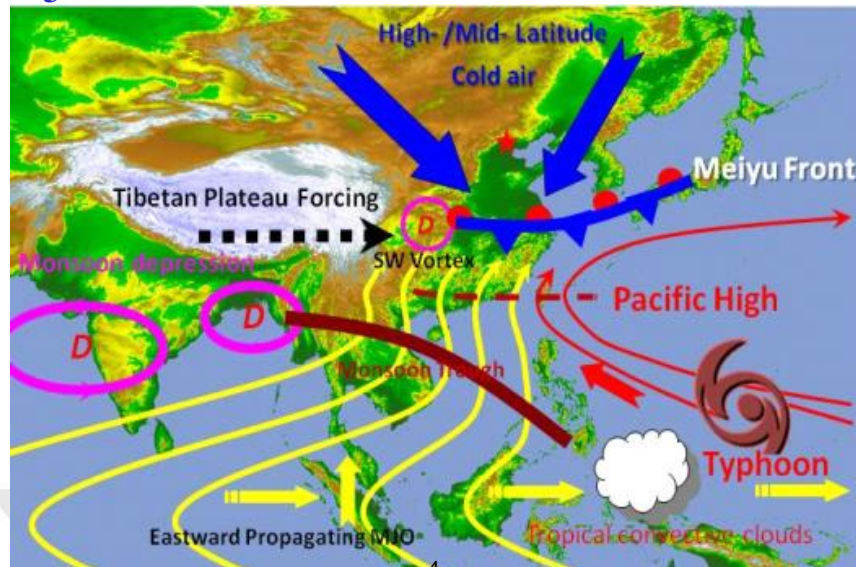 High- /Mid- Latitude
Cold air
Meiyu Front
Tibetan Plateau Forcing
D
SW Vortex
Monsoon depression
Pacific High
D
D
Monsoon Trough
Typhoon
Eastward Propagating MJO
Tropical convective clouds